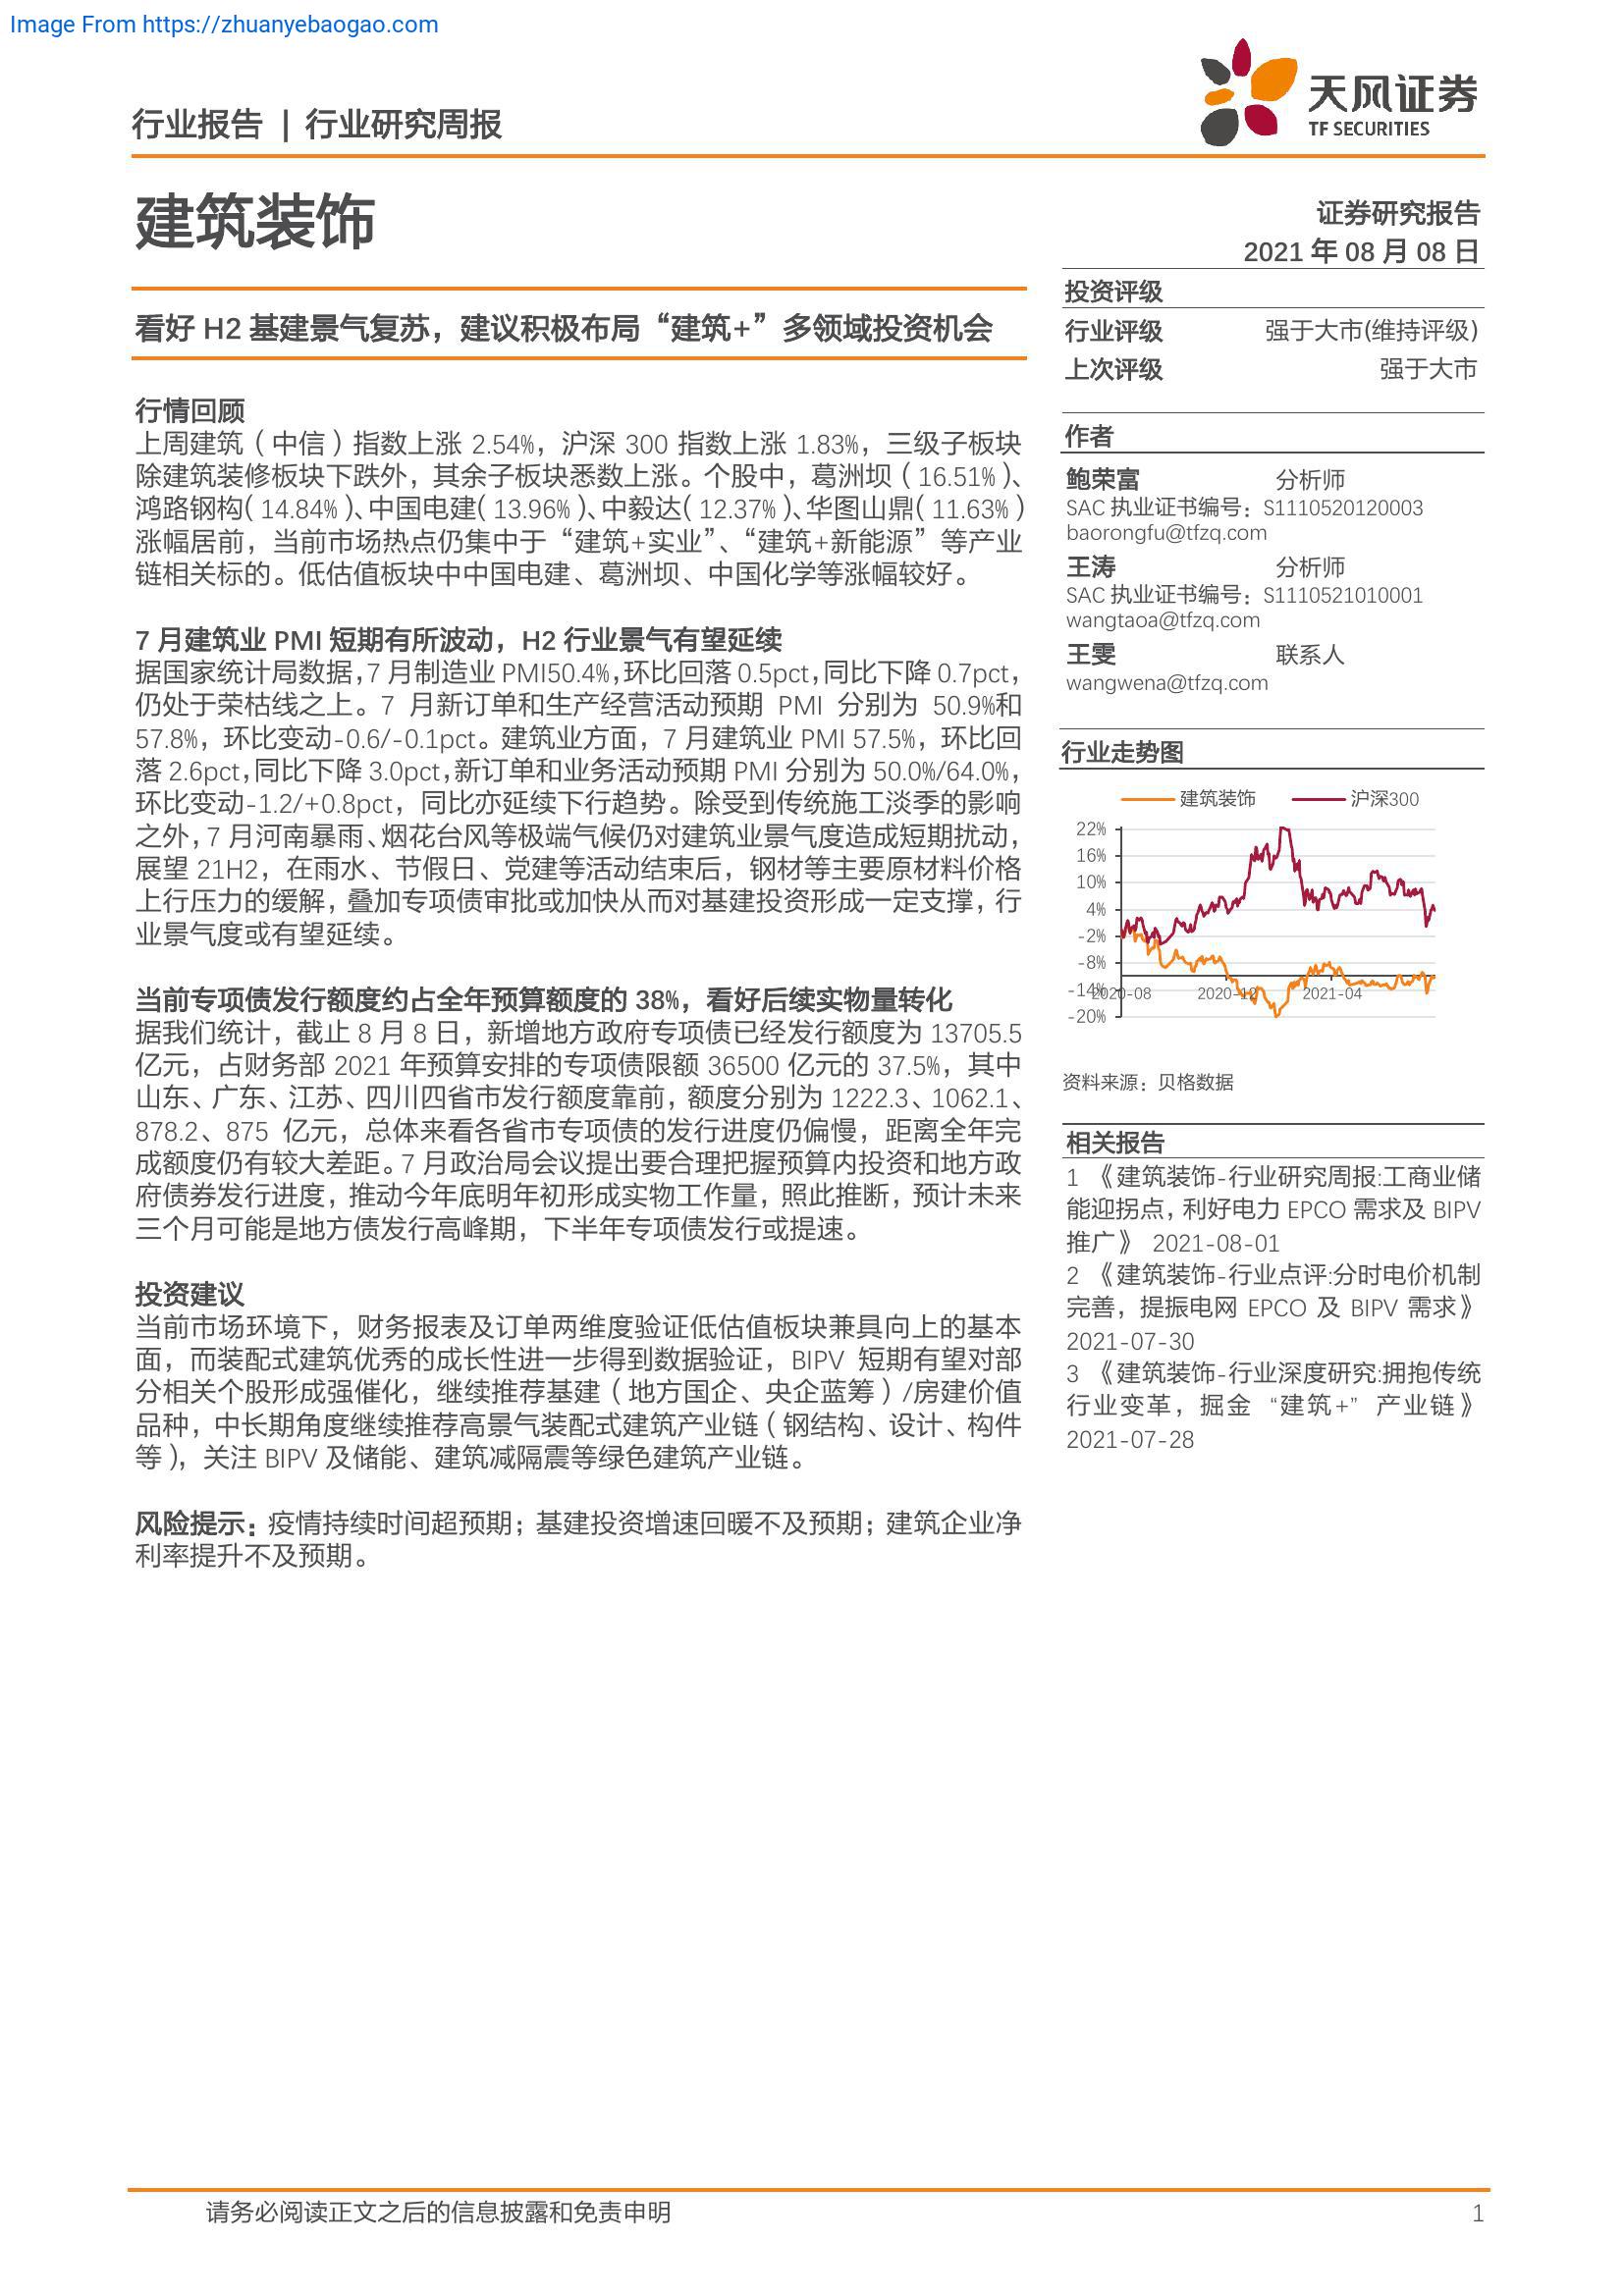 Image From https://zhuanyebaogao.com
行业报告 | 行业研究周报
天风证券
TF SECURITIES
建筑装饰
证券研究报告
2021 年 08 月 08 日
看好 H2 基建景气复苏，建议积极布局“建筑+”多领域投资机会
行情回顾
上周建筑（中信）指数上涨 2.54%，沪深 300 指数上涨 1.83%，三级子板块
除建筑装修板块下跌外，其余子板块悉数上涨。个股中，葛洲坝（16.51%）、
鸿路钢构（14.84%）、中国电建（13.96%）、中毅达（12.37%）、华图山鼎（11.63%）
涨幅居前，当前市场热点仍集中于“建筑+实业”、“建筑+新能源”等产业
链相关标的。低估值板块中中国电建、葛洲坝、中国化学等涨幅较好。
7 月建筑业 PMI 短期有所波动，H2 行业景气有望延续
据国家统计局数据，7 月制造业 PMI50.4%，环比回落 0.5pct，同比下降 0.7pct，
仍处于荣枯线之上。7 月新订单和生产经营活动预期 PMI 分别为 50.9%和
57.8%，环比变动-0.6/-0.1pct。建筑业方面，7 月建筑业 PMI 57.5%，环比回
落 2.6pct，同比下降 3.0pct，新订单和业务活动预期 PMI 分别为 50.0%/64.0%，
环比变动-1.2/+0.8pct，同比亦延续下行趋势。除受到传统施工淡季的影响
之外，7 月河南暴雨、烟花台风等极端气候仍对建筑业景气度造成短期扰动，
展望 21H2，在雨水、节假日、党建等活动结束后，钢材等主要原材料价格
上行压力的缓解，叠加专项债审批或加快从而对基建投资形成一定支撑，行
业景气度或有望延续。
当前专项债发行额度约占全年预算额度的 38%，看好后续实物量转化
据我们统计，截止 8 月 8 日，新增地方政府专项债已经发行额度为 13705.5
亿元，占财务部 2021 年预算安排的专项债限额 36500 亿元的 37.5%，其中
山东、广东、江苏、四川四省市发行额度靠前，额度分别为 1222.3、1062.1、
878.2、875 亿元，总体来看各省市专项债的发行进度仍偏慢，距离全年完
成额度仍有较大差距。7 月政治局会议提出要合理把握预算内投资和地方政
府债券发行进度，推动今年底明年初形成实物工作量，照此推断，预计未来
三个月可能是地方债发行高峰期，下半年专项债发行或提速。
投资建议
当前市场环境下，财务报表及订单两维度验证低估值板块兼具向上的基本
面，而装配式建筑优秀的成长性进一步得到数据验证，BIPV 短期有望对部
分相关个股形成强催化，继续推荐基建（地方国企、央企蓝筹）/房建价值
品种，中长期角度继续推荐高景气装配式建筑产业链（钢结构、设计、构件
等），关注 BIPV 及储能、建筑减隔震等绿色建筑产业链。
风险提示：疫情持续时间超预期；基建投资增速回暖不及预期；建筑企业净
利率提升不及预期。
投资评级
行业评级 强于大市(维持评级)
上次评级 强于大市
作者
鲍荣富 分析师
SAC 执业证书编号：S1110520120003
baorongfu@tfzq.com
王涛 分析师
SAC 执业证书编号：S1110521010001
wangtaoa@tfzq.com
王雯 联系人
wangwena@tfzq.com
行业走势图
建筑装饰 沪深300
22%
16%
10%
4%
-2%
-8%
-14%
-20%
2020-08 2020-12 2021-04
资料来源：贝格数据
相关报告
1 《建筑装饰-行业研究周报:工商业储
能迎拐点，利好电力 EPCO 需求及 BIPV
推广》 2021-08-01
2 《建筑装饰-行业点评:分时电价机制
完善，提振电网 EPCO 及 BIPV 需求》
2021-07-30
3 《建筑装饰-行业深度研究:拥抱传统
行业变革，掘金 “建筑+” 产业链》
2021-07-28
请务必阅读正文之后的信息披露和免责申明 1